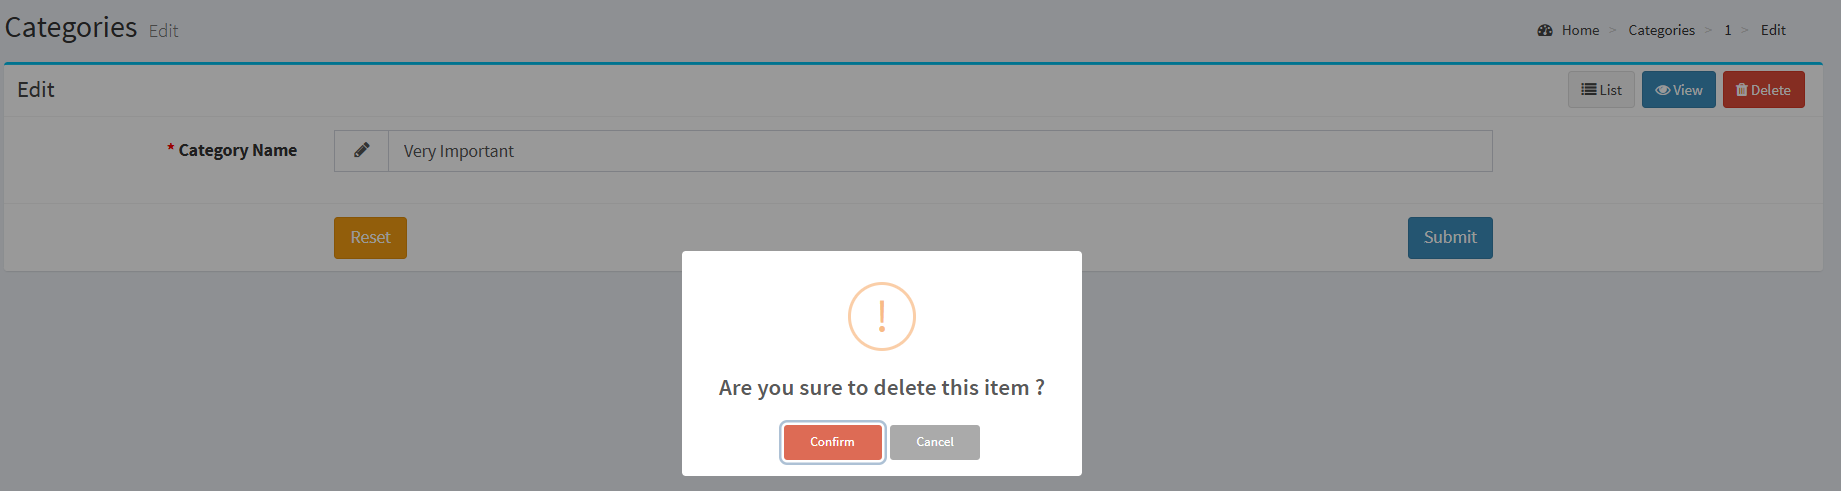 Categories Edit
Home > Categories > 1 > Edit
Edit
List View Delete
* Category Name Very Important
Reset Submit
!
Are you sure to delete this item ?
Confirm Cancel